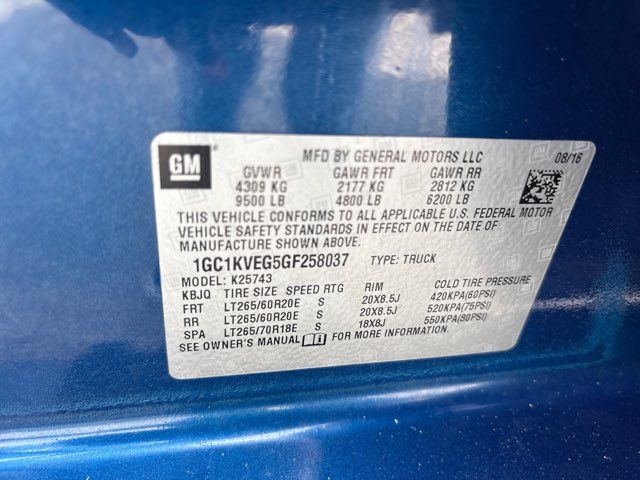 GM
MFD BY GENERAL MOTORS LLC 08/16
GVWR GAWR FRT GAWR RR
4309 KG 2177 KG 2812 KG
9500 LB 4800 LB 6200 LB
THIS VEHICLE CONFORMS TO ALL APPLICABLE U.S. FEDERAL MOTOR
VEHICLE SAFETY STANDARDS IN EFFECT ON THE DATE OF
MANUFACTURE SHOWN ABOVE.
1GC1KVEG5GF258037 TYPE: TRUCK
MODEL: K25743
KBJQ TIRE SIZE SPEED RTG RIM COLD TIRE PRESSURE
FRT LT265/60R20E S 20X8.5J 420KPA(60PSI)
RR LT265/60R20E S 20X8.5J 520KPA(75PSI)
SPA LT265/70R18E S 18X8J 550KPA(80PSI)
SEE OWNER'S MANUAL FOR MORE INFORMATION.